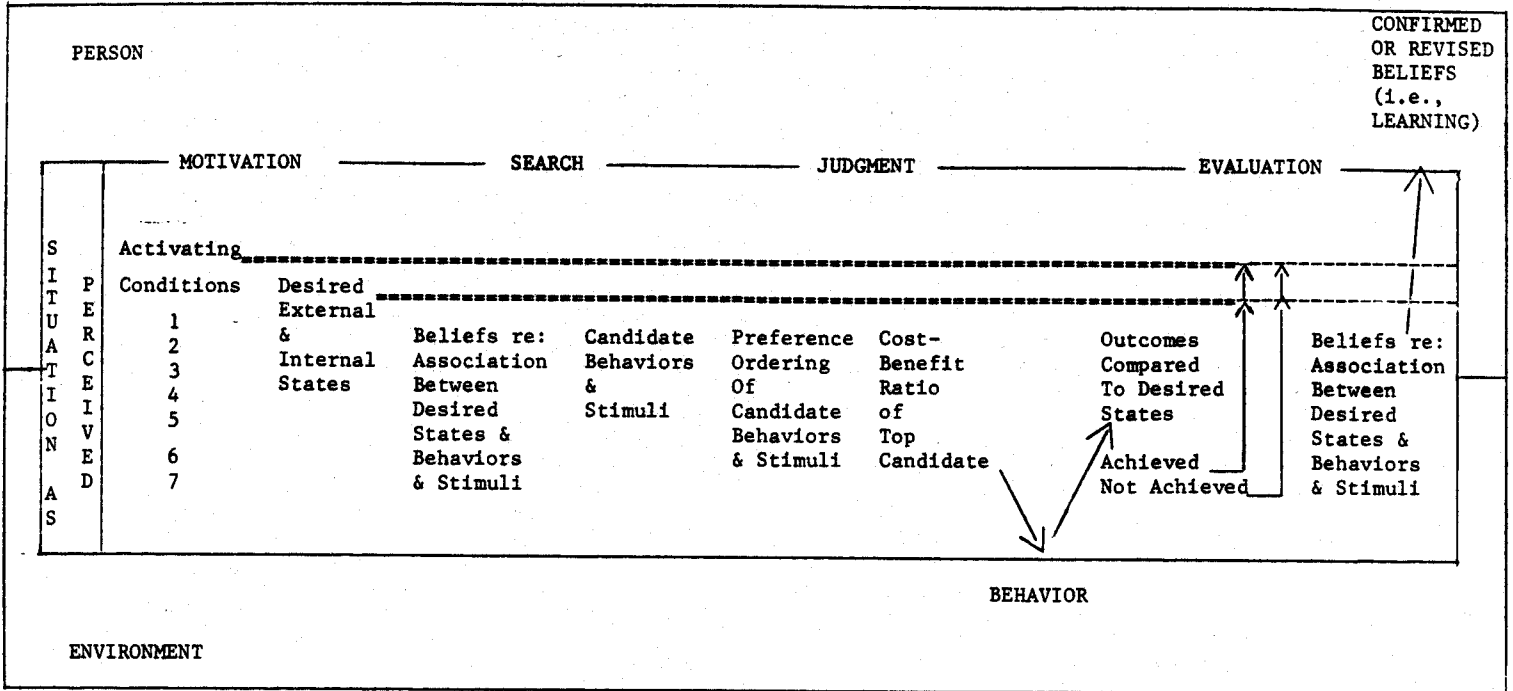 PERSON
CONFIRMED
OR REVISED
BELIEFS
(i.e.,
LEARNING)
MOTIVATION SEARCH JUDGMENT EVALUATION
SITUATION AS
PERCEIVED
Activating
Conditions
1
2
3
4
5
6
7
Desired
External
&
Internal
States
Beliefs re:
Association
Between
Desired
States &
Behaviors
& Stimuli
Candidate
Behaviors
&
Stimuli
Preference
Ordering
Of
Candidate
Behaviors
& Stimuli
Cost-
Benefit
Ratio
of
Top
Candidate
Outcomes
Compared
To Desired
States
Achieved
Not Achieved
Beliefs re:
Association
Between
Desired
States &
Behaviors
& Stimuli
BEHAVIOR
ENVIRONMENT